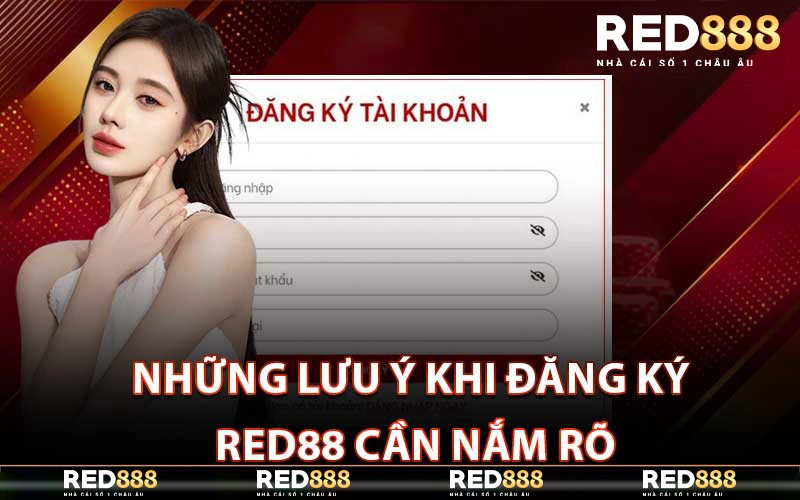 RED888
NHÀ CÁI SỐ 1 CHÂU ÂU
ĐĂNG KÝ TÀI KHOẢN
nhập
khẩu
NHỮNG LƯU Ý KHI ĐĂNG KÝ
RED88 CẦN NẮM RÕ
RED888 RED888 RED888 RED888
NHÀ CÁI SỐ 1 CHÂU ÂU NHÀ CÁI SỐ 1 CHÂU ÂU NHÀ CÁI SỐ 1 CHÂU ÂU NHÀ CÁI SỐ 1 CHÂU ÂU